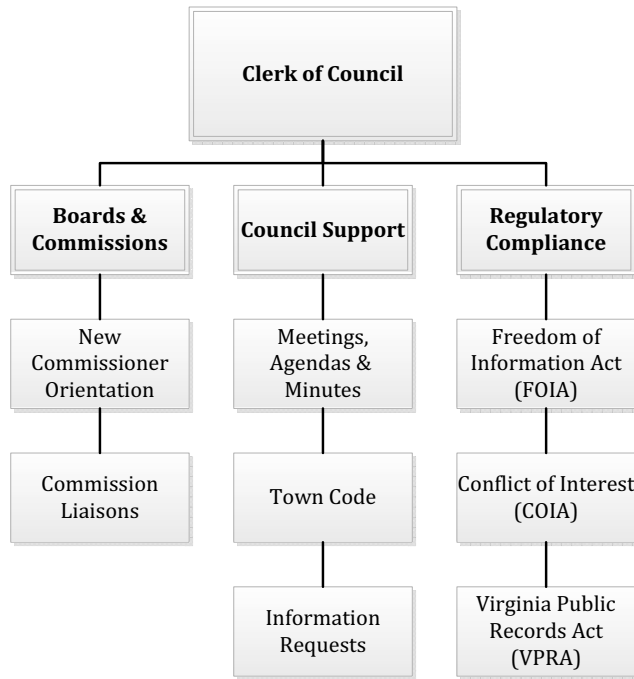 Clerk of Council
Boards &
Commissions
Council Support
Regulatory
Compliance
New
Commissioner
Orientation
Meetings,
Agendas &
Minutes
Freedom of
Information Act
(FOIA)
Commission
Liaisons
Town Code
Conflict of Interest
(COIA)
Information
Requests
Virginia Public
Records Act
(VPRA)